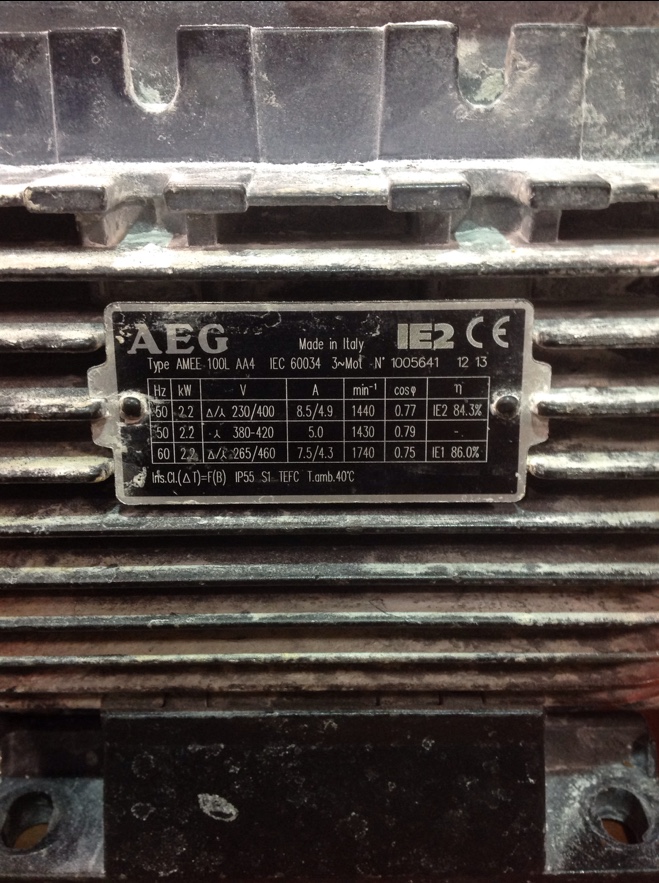 AEG Made in Italy IE2 CE
Type AMEE 100L AA4 IEC 60034 3~Mot N° 1005641 12 13
Hz kW V A min⁻¹ cosφ η
50 2.2 Δ/⅄ 230/400 8.5/4.9 1440 0.77 IE2 84.3%
50 2.2 -⅄ 380-420 5.0 1430 0.79 -
60 2.2 Δ/⅄ 265/460 7.5/4.3 1740 0.75 IE1 86.0%
Ins.Cl.(ΔT)=F(B) IP55 S1 TEFC T.amb.40°C